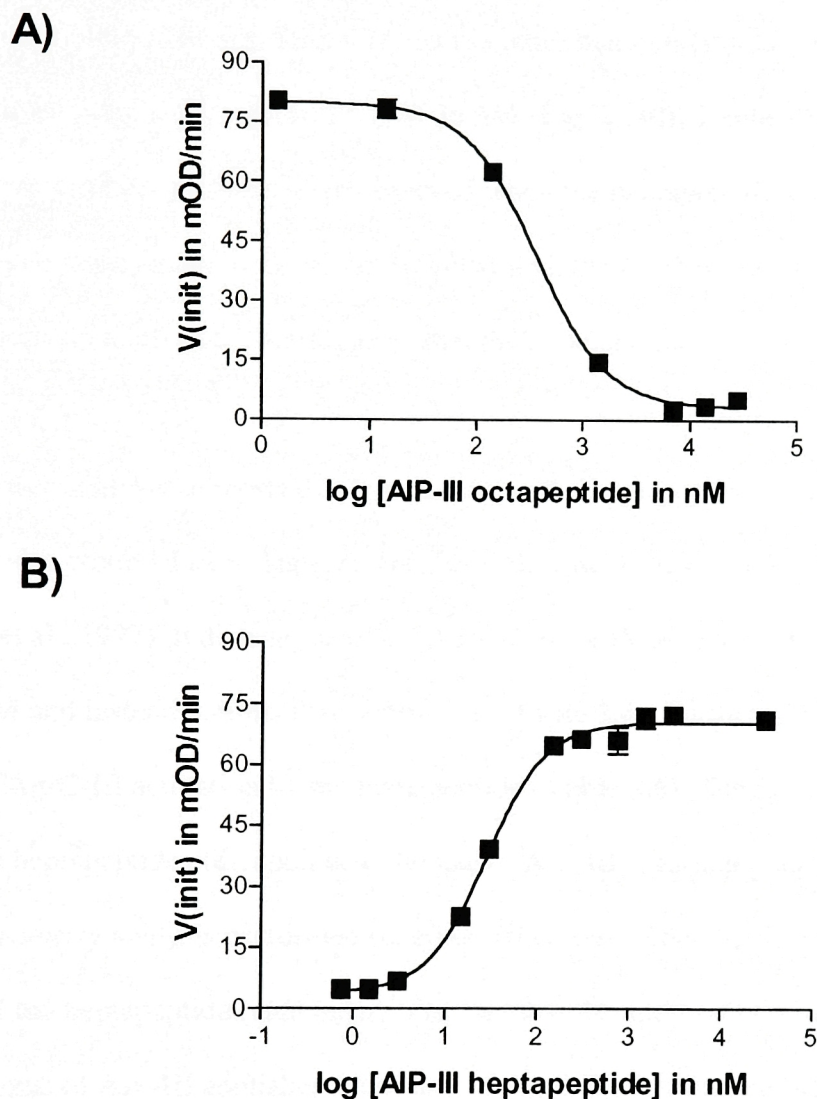 A)
90
75
60
45
30
15
0
V(init) in mOD/min
0 1 2 3 4 5
log [AIP-III octapeptide] in nM
B)
90
75
60
45
30
15
0
V(init) in mOD/min
-1 0 1 2 3 4 5
log [AIP-III heptapeptide] in nM